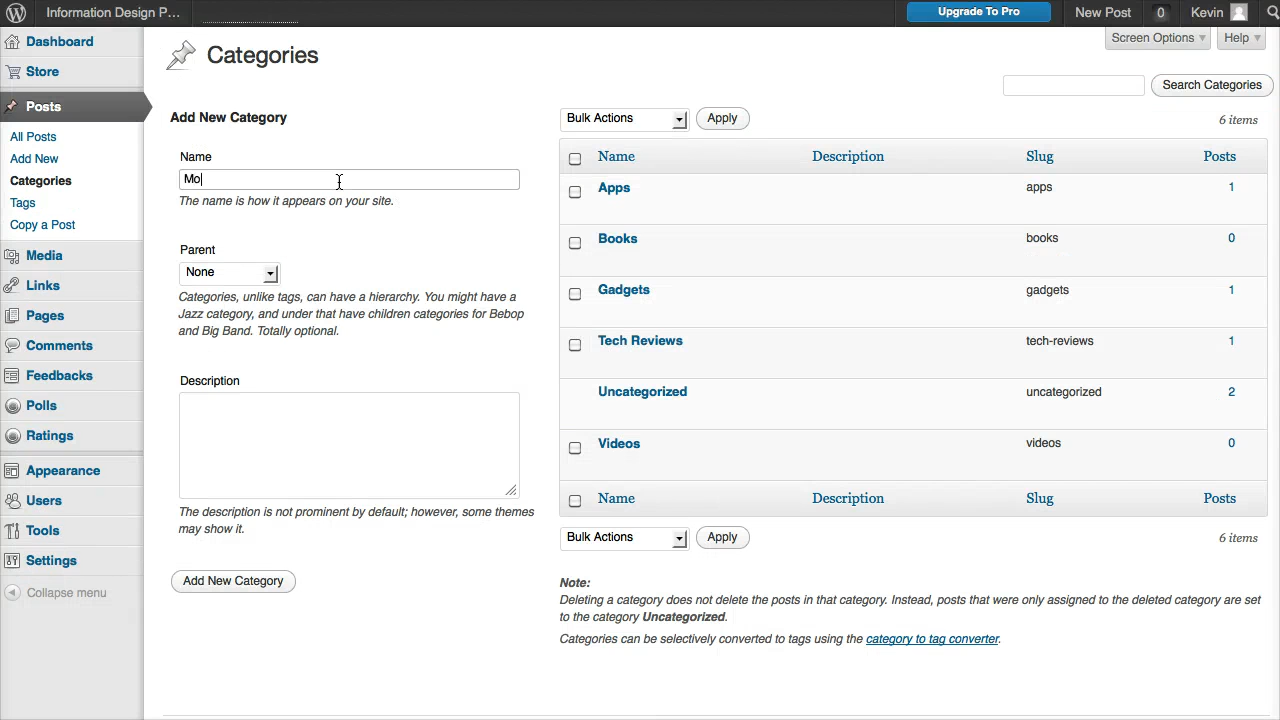 Information Design P...
Upgrade To Pro
New Post
0
Kevin
Dashboard
Store
Posts
All Posts
Add New
Categories
Tags
Copy a Post
Media
Links
Pages
Comments
Feedbacks
Polls
Ratings
Appearance
Users
Tools
Settings
Collapse menu
Categories
Screen Options
Help
Search Categories
Add New Category
Name
Mo
The name is how it appears on your site.
Parent
None
Categories, unlike tags, can have a hierarchy. You might have a
Jazz category, and under that have children categories for Bebop
and Big Band. Totally optional.
Description
The description is not prominent by default; however, some themes
may show it.
Add New Category
Bulk Actions
Apply
6 items
Name Description Slug Posts
Apps apps 1
Books books 0
Gadgets gadgets 1
Tech Reviews tech-reviews 1
Uncategorized uncategorized 2
Videos videos 0
Name Description Slug Posts
Bulk Actions
Apply
6 items
Note:
Deleting a category does not delete the posts in that category. Instead, posts that were only assigned to the deleted category are set
to the category Uncategorized.
Categories can be selectively converted to tags using the category to tag converter.